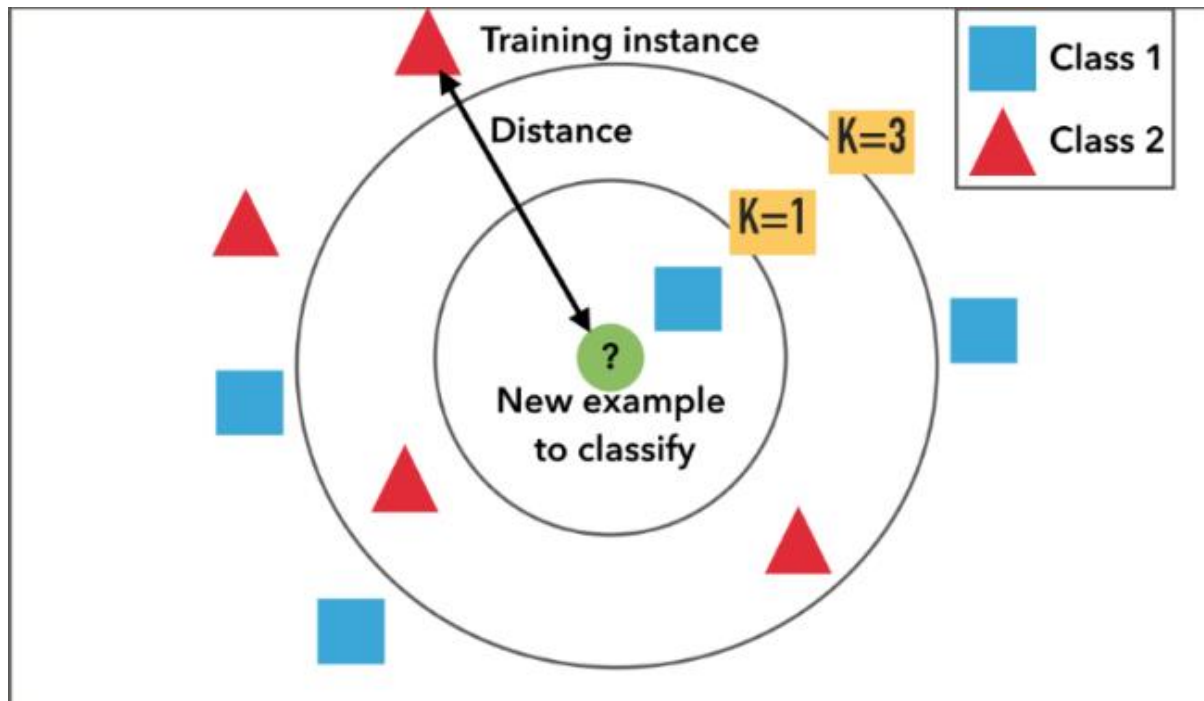 Training instance
Class 1
Distance
K=3
Class 2
K=1
?
New example
to classify